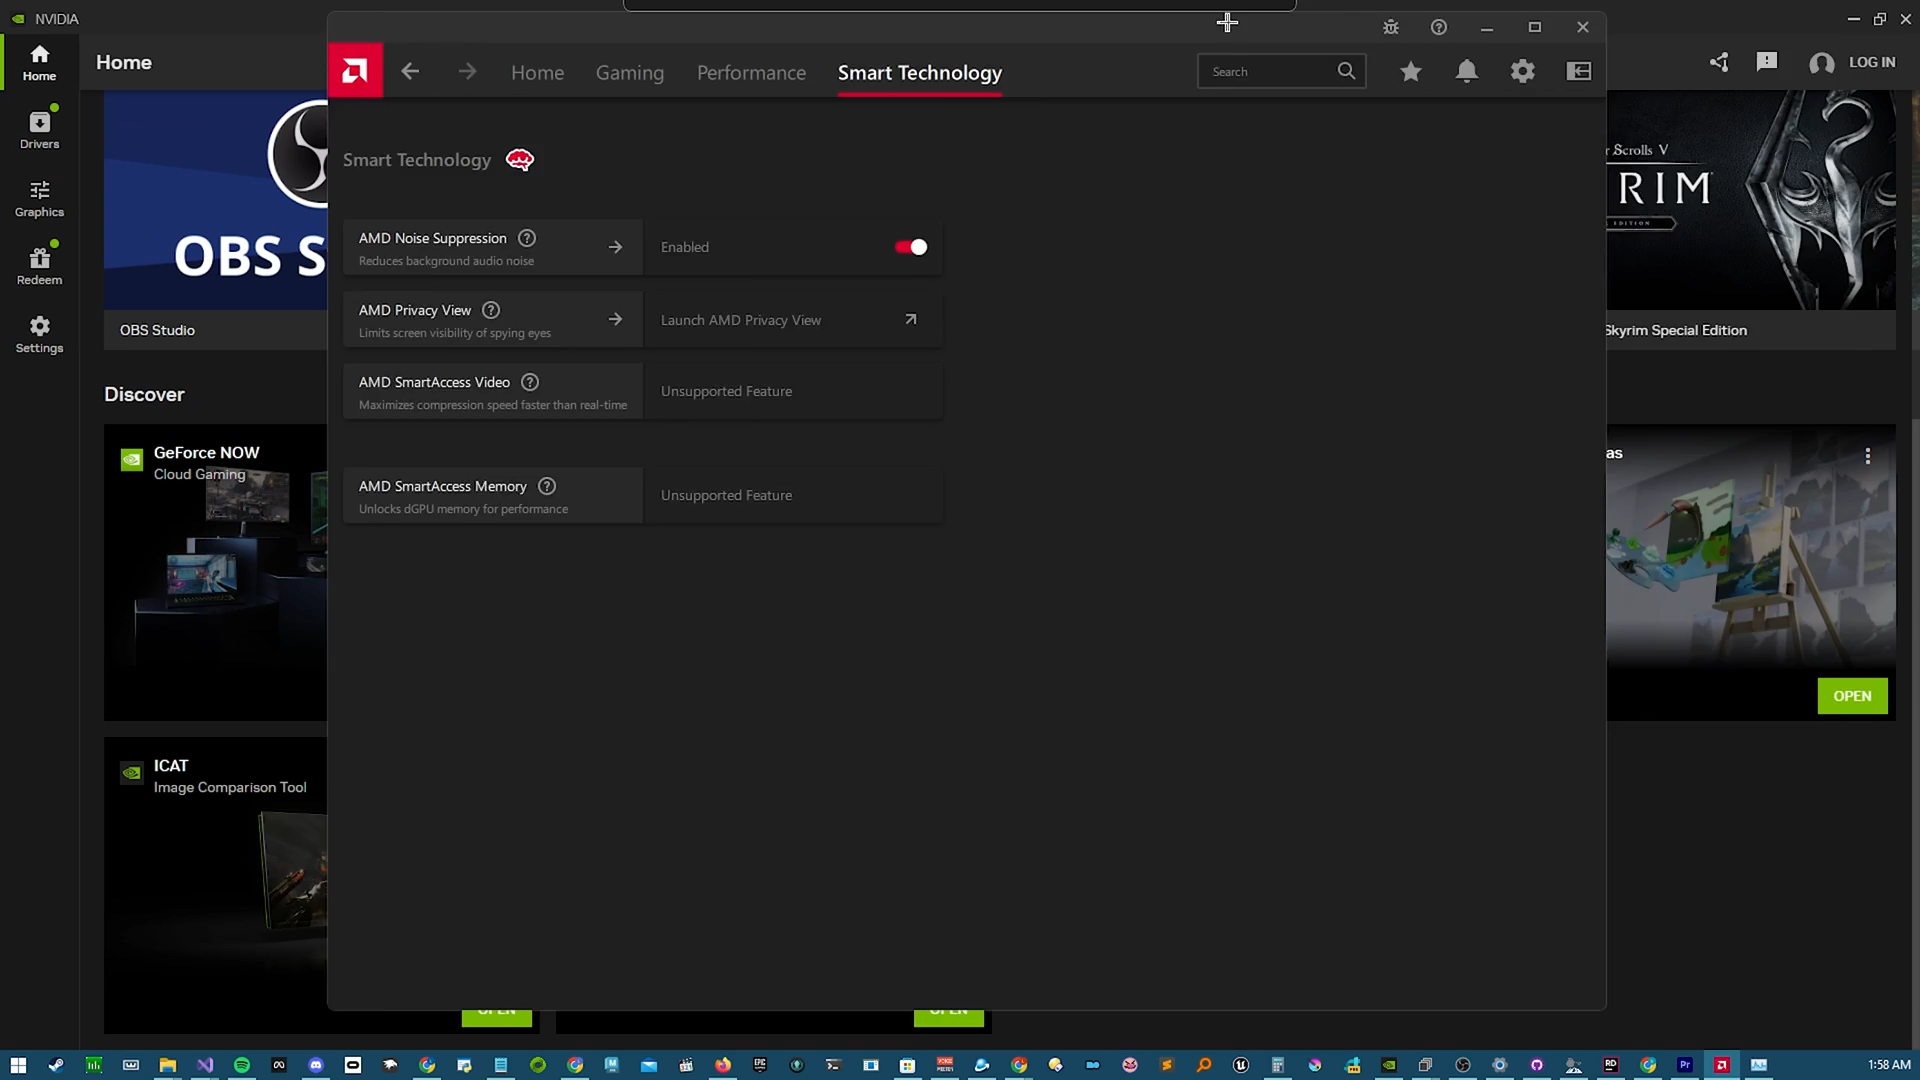 NVIDIA
Home
Home
Drivers
Graphics
Redeem
Settings
OBS S
OBS Studio
Discover
GeForce NOW
Cloud Gaming
ICAT
Image Comparison Tool
Home
Gaming
Performance
Smart Technology
Search
Smart Technology
AMD Noise Suppression
Reduces background audio noise
Enabled
AMD Privacy View
Limits screen visibility of spying eyes
Launch AMD Privacy View
AMD SmartAccess Video
Maximizes compression speed faster than real-time
Unsupported Feature
AMD SmartAccess Memory
Unlocks dGPU memory for performance
Unsupported Feature
LOG IN
r Scrolls V
RIM
EDITION
Skyrim Special Edition
as
OPEN
OPEN
OPEN
1:58 AM